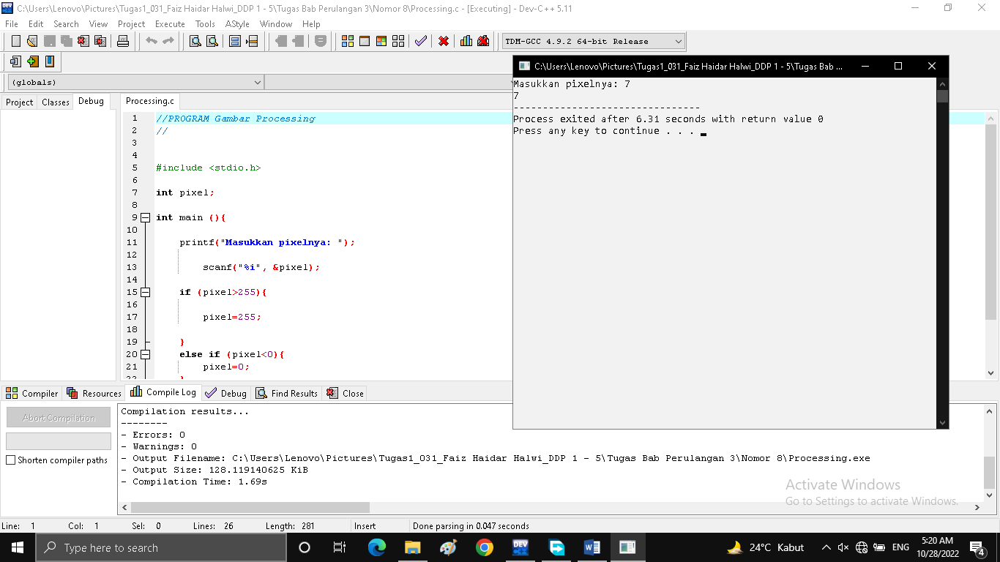 C:\Users\Lenovo\Pictures\Tugas1_031_Faiz Haidar Halwi_DDP 1 - 5\Tugas Bab Perulangan 3\Nomor 8\Processing.c - [Executing] - Dev-C++ 5.11
File Edit Search View Project Execute Tools AStyle Window Help
TDM-GCC 4.9.2 64-bit Release
(globals)
Project Classes Debug
Processing.c
1 //PROGRAM Gambar Processing
2 //
3
4
5 #include <stdio.h>
6
7 int pixel;
8
9 int main (){
10
11 printf("Masukkan pixelnya: ");
12
13 scanf("%i", &pixel);
14
15 if (pixel>255){
16
17 pixel=255;
18
19 }
20 else if (pixel<0){
21 pixel=0;
22 }
C:\Users\Lenovo\Pictures\Tugas1_031_Faiz Haidar Halwi_DDP 1 - 5\Tugas Bab ...
Masukkan pixelnya: 7
7
--------------------------------
Process exited after 6.31 seconds with return value 0
Press any key to continue . . .
Compiler Resources Compile Log Debug Find Results Close
Abort Compilation
Shorten compiler paths
Compilation results...
--------
- Errors: 0
- Warnings: 0
- Output Filename: C:\Users\Lenovo\Pictures\Tugas1_031_Faiz Haidar Halwi_DDP 1 - 5\Tugas Bab Perulangan 3\Nomor 8\Processing.exe
- Output Size: 128.119140625 KiB
- Compilation Time: 1.69s
Activate Windows
Go to Settings to activate Windows.
Line: 1 Col: 1 Sel: 0 Lines: 26 Length: 281 Insert Done parsing in 0.047 seconds
Type here to search
DEV
24°C Kabut
ENG
5:20 AM
10/28/2022
4